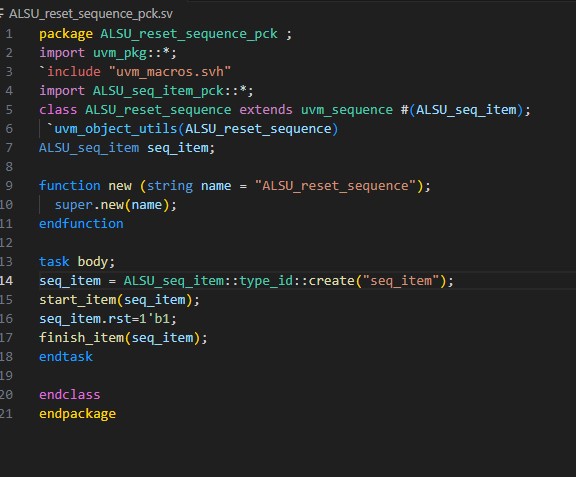 ALSU_reset_sequence_pck.sv
1 package ALSU_reset_sequence_pck ;
2 import uvm_pkg::*;
3 `include "uvm_macros.svh"
4 import ALSU_seq_item_pck::*;
5 class ALSU_reset_sequence extends uvm_sequence #(ALSU_seq_item);
6 `uvm_object_utils(ALSU_reset_sequence)
7 ALSU_seq_item seq_item;
8
9 function new (string name = "ALSU_reset_sequence");
10 super.new(name);
11 endfunction
12
13 task body;
14 seq_item = ALSU_seq_item::type_id::create("seq_item");
15 start_item(seq_item);
16 seq_item.rst=1'b1;
17 finish_item(seq_item);
18 endtask
19
20 endclass
21 endpackage